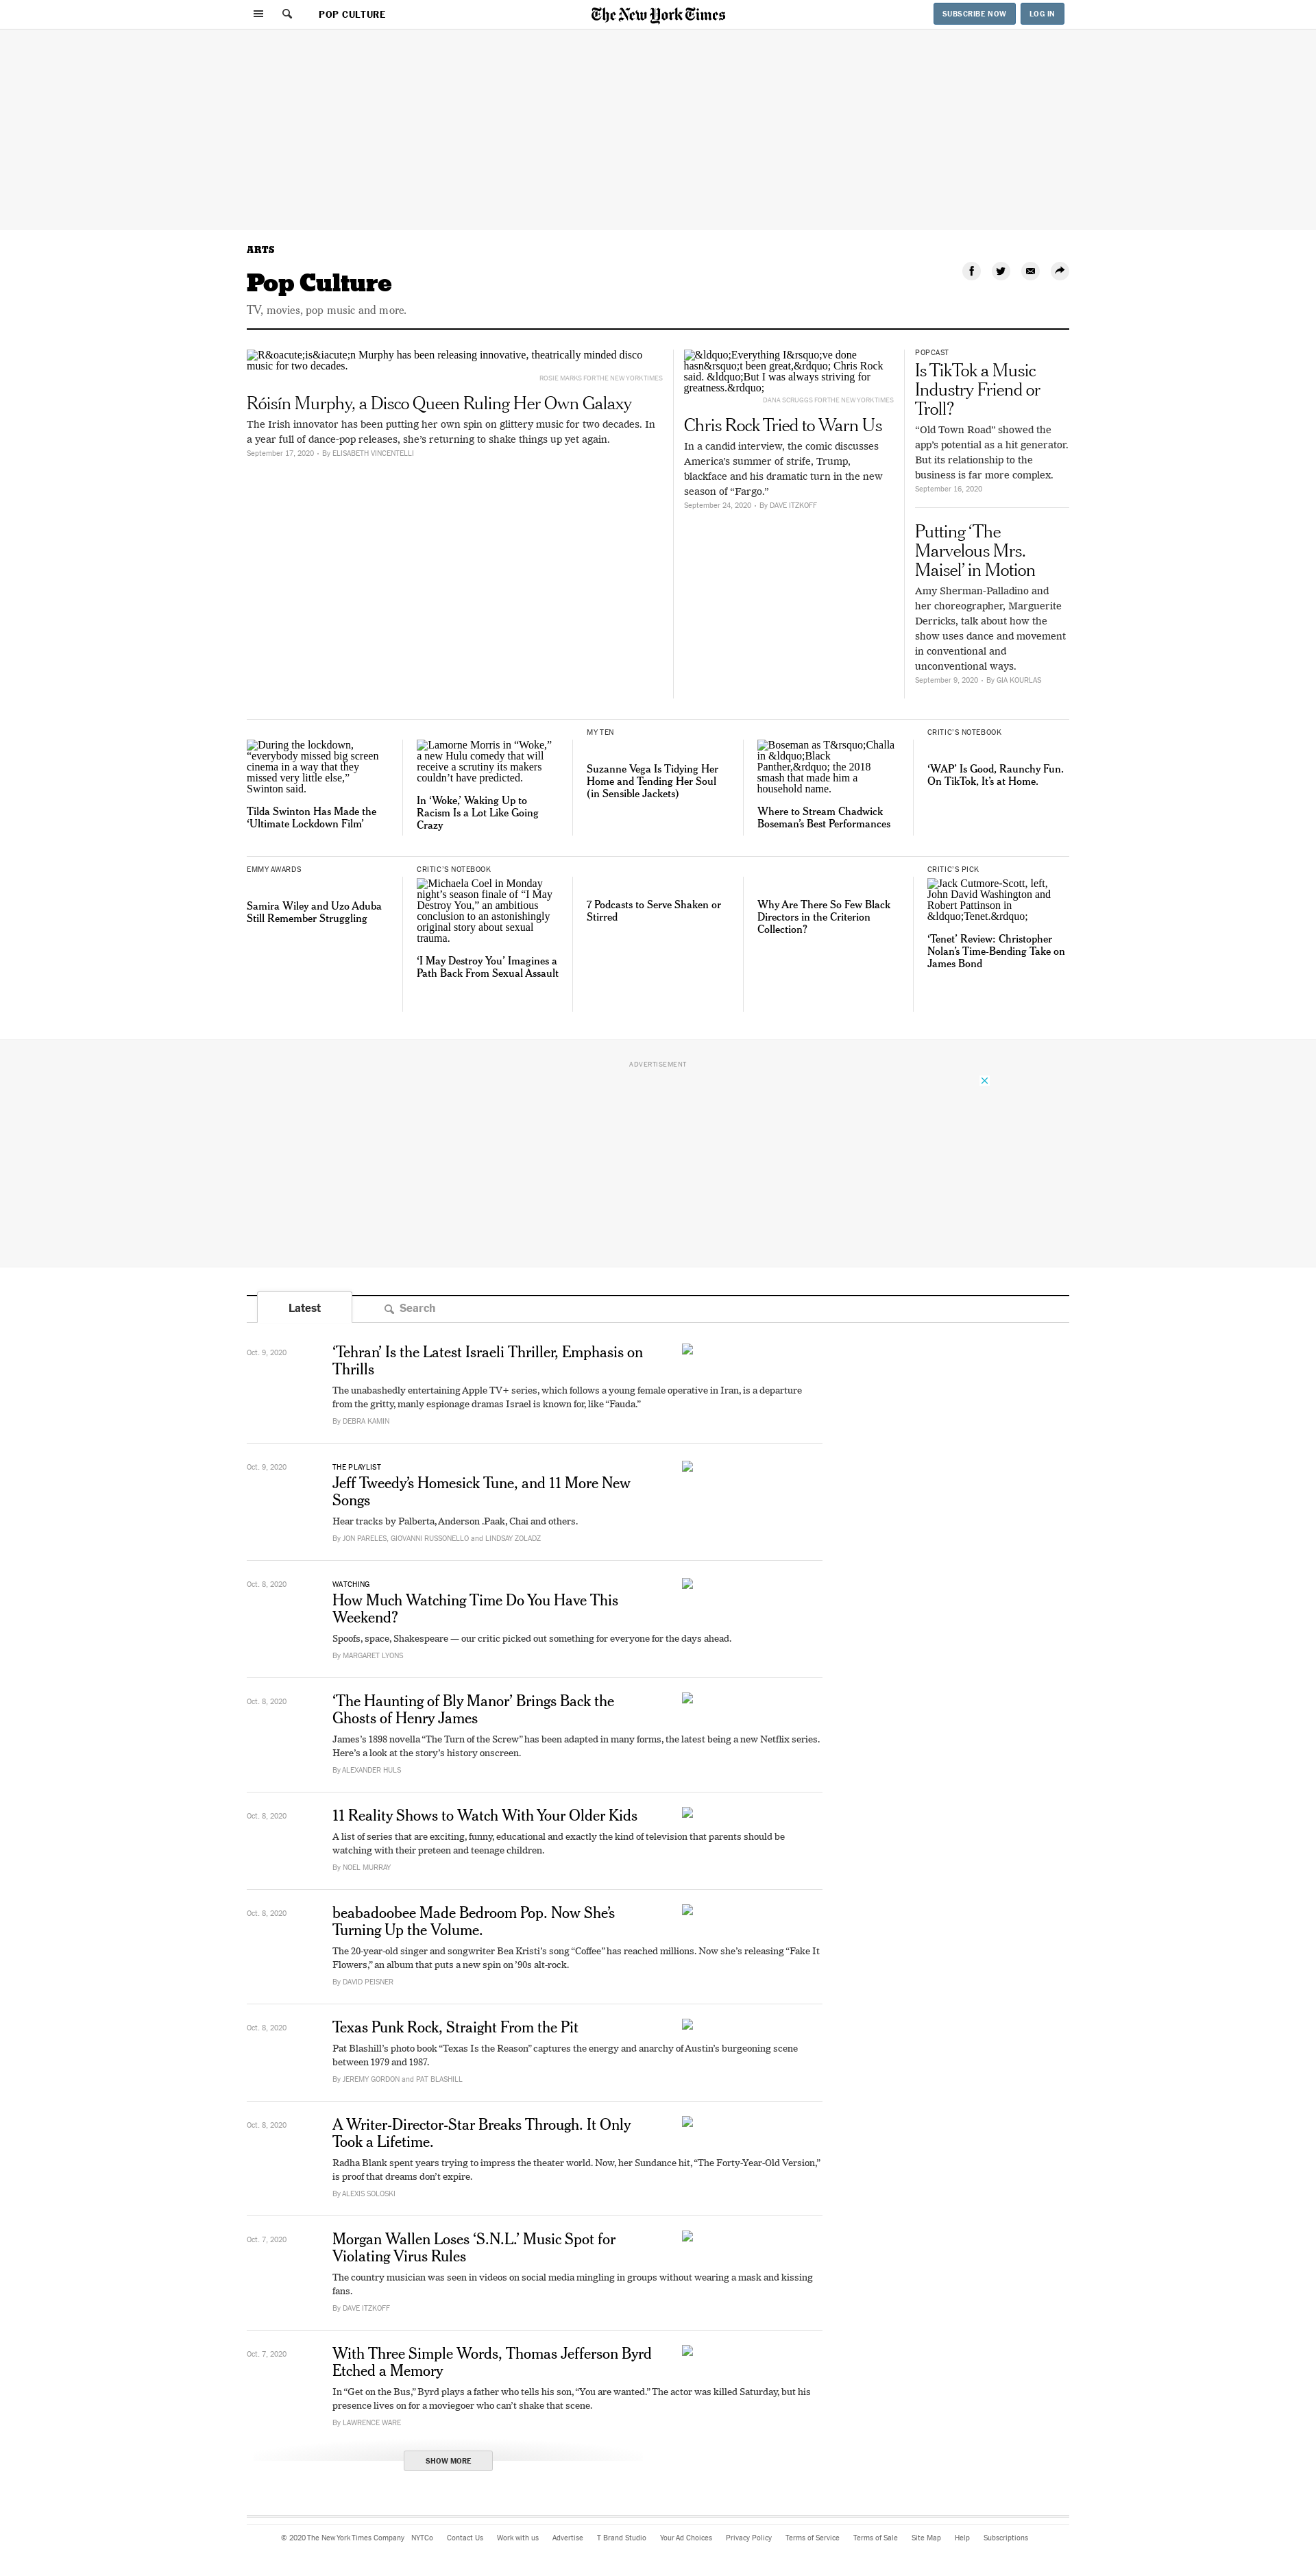 POP CULTURE
The New York Times
SUBSCRIBE NOW
LOG IN
ARTS
Pop Culture
TV, movies, pop music and more.
R&oacute;is&iacute;n Murphy has been releasing innovative, theatrically minded disco
music for two decades.
ROSIE MARKS FOR THE NEW YORK TIMES
Róisín Murphy, a Disco Queen Ruling Her Own Galaxy
The Irish innovator has been putting her own spin on glittery music for two decades. In
a year full of dance-pop releases, she’s returning to shake things up yet again.
September 17, 2020 · By ELISABETH VINCENTELLI
&ldquo;Everything I&rsquo;ve done
hasn&rsquo;t been great,&rdquo; Chris Rock
said. &ldquo;But I was always striving for
greatness.&rdquo;
DANA SCRUGGS FOR THE NEW YORK TIMES
Chris Rock Tried to Warn Us
In a candid interview, the comic discusses
America’s summer of strife, Trump,
blackface and his dramatic turn in the new
season of “Fargo.”
September 24, 2020 · By DAVE ITZKOFF
POPCAST
Is TikTok a Music
Industry Friend or
Troll?
“Old Town Road” showed the
app’s potential as a hit generator.
But its relationship to the
business is far more complex.
September 16, 2020
Putting ‘The
Marvelous Mrs.
Maisel’ in Motion
Amy Sherman-Palladino and
her choreographer, Marguerite
Derricks, talk about how the
show uses dance and movement
in conventional and
unconventional ways.
September 9, 2020 · By GIA KOURLAS
During the lockdown,
“everybody missed big screen
cinema in a way that they
missed very little else,”
Swinton said.
Tilda Swinton Has Made the
‘Ultimate Lockdown Film’
Lamorne Morris in “Woke,”
a new Hulu comedy that will
receive a scrutiny its makers
couldn’t have predicted.
In ‘Woke,’ Waking Up to
Racism Is a Lot Like Going
Crazy
MY TEN
Suzanne Vega Is Tidying Her
Home and Tending Her Soul
(in Sensible Jackets)
Boseman as T&rsquo;Challa
in &ldquo;Black
Panther,&rdquo; the 2018
smash that made him a
household name.
Where to Stream Chadwick
Boseman’s Best Performances
CRITIC’S NOTEBOOK
‘WAP’ Is Good, Raunchy Fun.
On TikTok, It’s at Home.
EMMY AWARDS
Samira Wiley and Uzo Aduba
Still Remember Struggling
CRITIC’S NOTEBOOK
Michaela Coel in Monday
night’s season finale of “I May
Destroy You,” an ambitious
conclusion to an astonishingly
original story about sexual
trauma.
‘I May Destroy You’ Imagines a
Path Back From Sexual Assault
7 Podcasts to Serve Shaken or
Stirred
Why Are There So Few Black
Directors in the Criterion
Collection?
CRITIC’S PICK
Jack Cutmore-Scott, left,
John David Washington and
Robert Pattinson in
&ldquo;Tenet.&rdquo;
‘Tenet’ Review: Christopher
Nolan’s Time-Bending Take on
James Bond
ADVERTISEMENT
Latest
Search
Oct. 9, 2020
‘Tehran’ Is the Latest Israeli Thriller, Emphasis on
Thrills
The unabashedly entertaining Apple TV+ series, which follows a young female operative in Iran, is a departure
from the gritty, manly espionage dramas Israel is known for, like “Fauda.”
By DEBRA KAMIN
Oct. 9, 2020
THE PLAYLIST
Jeff Tweedy’s Homesick Tune, and 11 More New
Songs
Hear tracks by Palberta, Anderson .Paak, Chai and others.
By JON PARELES, GIOVANNI RUSSONELLO and LINDSAY ZOLADZ
Oct. 8, 2020
WATCHING
How Much Watching Time Do You Have This
Weekend?
Spoofs, space, Shakespeare — our critic picked out something for everyone for the days ahead.
By MARGARET LYONS
Oct. 8, 2020
‘The Haunting of Bly Manor’ Brings Back the
Ghosts of Henry James
James’s 1898 novella “The Turn of the Screw” has been adapted in many forms, the latest being a new Netflix series.
Here’s a look at the story’s history onscreen.
By ALEXANDER HULS
Oct. 8, 2020
11 Reality Shows to Watch With Your Older Kids
A list of series that are exciting, funny, educational and exactly the kind of television that parents should be
watching with their preteen and teenage children.
By NOEL MURRAY
Oct. 8, 2020
beabadoobee Made Bedroom Pop. Now She’s
Turning Up the Volume.
The 20-year-old singer and songwriter Bea Kristi’s song “Coffee” has reached millions. Now she’s releasing “Fake It
Flowers,” an album that puts a new spin on ’90s alt-rock.
By DAVID PEISNER
Oct. 8, 2020
Texas Punk Rock, Straight From the Pit
Pat Blashill’s photo book “Texas Is the Reason” captures the energy and anarchy of Austin’s burgeoning scene
between 1979 and 1987.
By JEREMY GORDON and PAT BLASHILL
Oct. 8, 2020
A Writer-Director-Star Breaks Through. It Only
Took a Lifetime.
Radha Blank spent years trying to impress the theater world. Now, her Sundance hit, “The Forty-Year-Old Version,”
is proof that dreams don’t expire.
By ALEXIS SOLOSKI
Oct. 7, 2020
Morgan Wallen Loses ‘S.N.L.’ Music Spot for
Violating Virus Rules
The country musician was seen in videos on social media mingling in groups without wearing a mask and kissing
fans.
By DAVE ITZKOFF
Oct. 7, 2020
With Three Simple Words, Thomas Jefferson Byrd
Etched a Memory
In “Get on the Bus,” Byrd plays a father who tells his son, “You are wanted.” The actor was killed Saturday, but his
presence lives on for a moviegoer who can’t shake that scene.
By LAWRENCE WARE
SHOW MORE
© 2020 The New York Times Company NYTCo Contact Us Work with us Advertise T Brand Studio Your Ad Choices Privacy Policy Terms of Service Terms of Sale Site Map Help Subscriptions